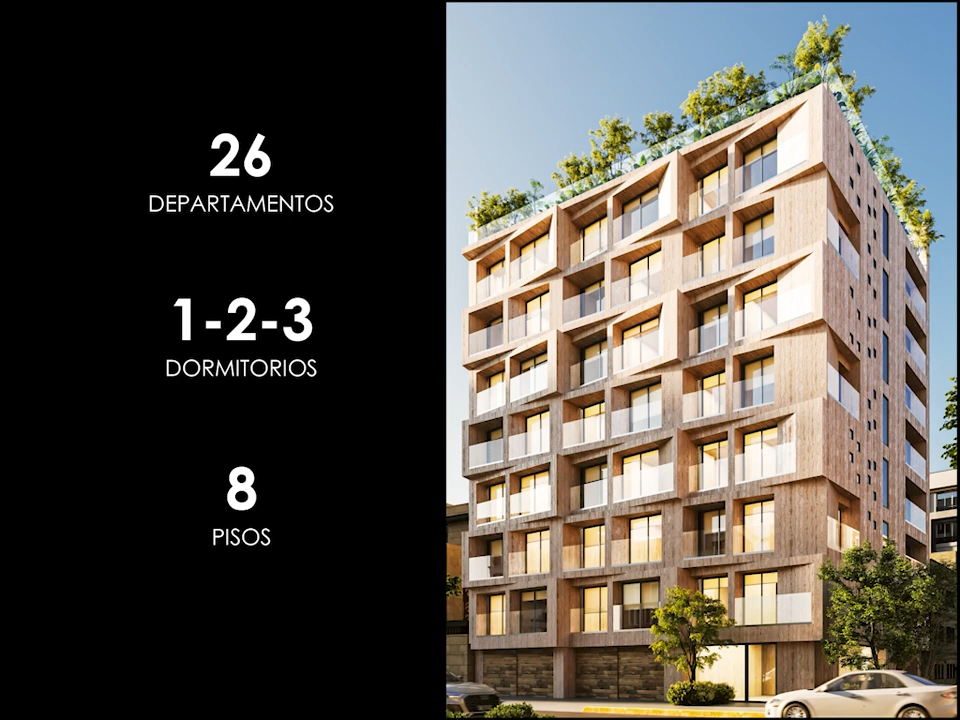 26
DEPARTAMENTOS
1-2-3
DORMITORIOS
8
PISOS